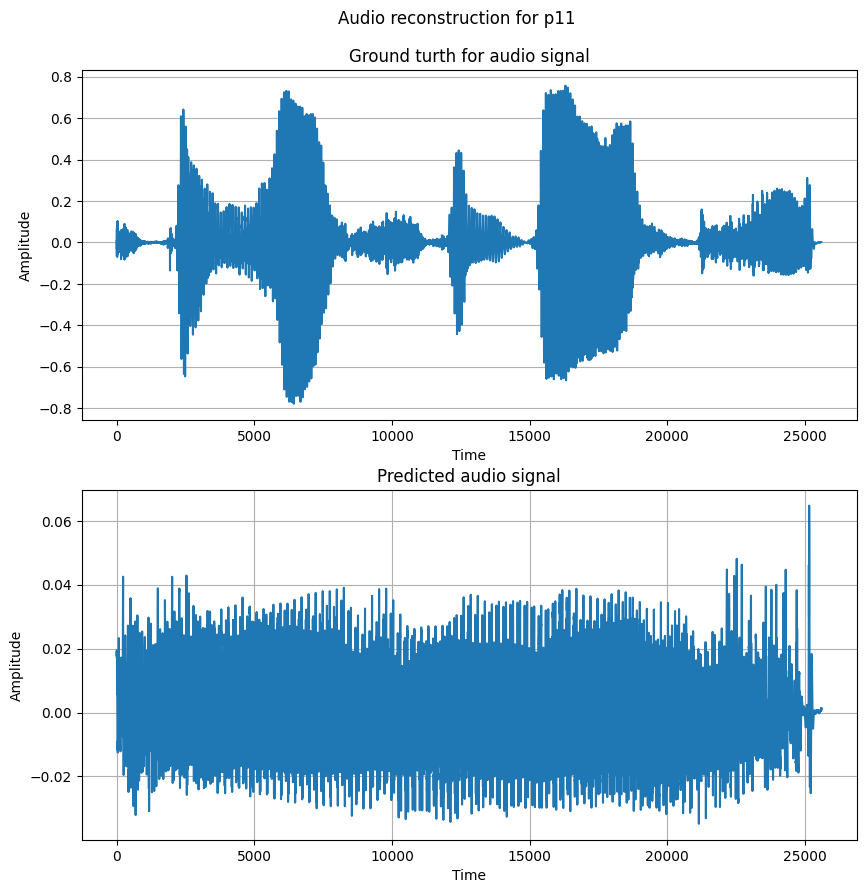 Audio reconstruction for p11
Ground turth for audio signal
0.8
0.6
0.4
0.2
0.0
−0.2
−0.4
−0.6
−0.8
Amplitude
0 5000 10000 15000 20000 25000
Time
Predicted audio signal
0.06
0.04
0.02
0.00
−0.02
Amplitude
0 5000 10000 15000 20000 25000
Time